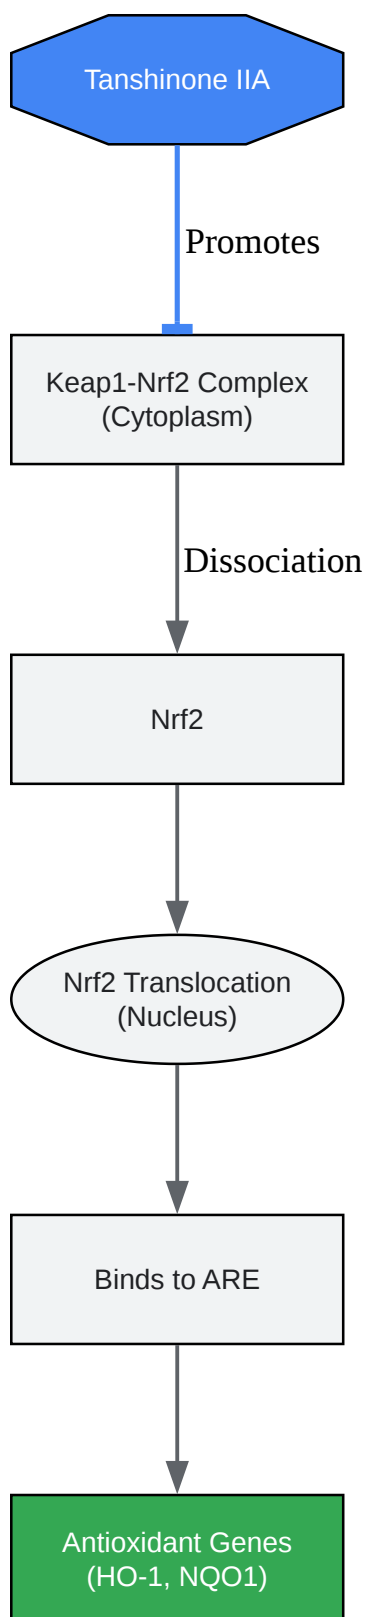 Tanshinone IIA
Promotes
Keap1-Nrf2 Complex
(Cytoplasm)
Dissociation
Nrf2
Nrf2 Translocation
(Nucleus)
Binds to ARE
Antioxidant Genes
(HO-1, NQO1)